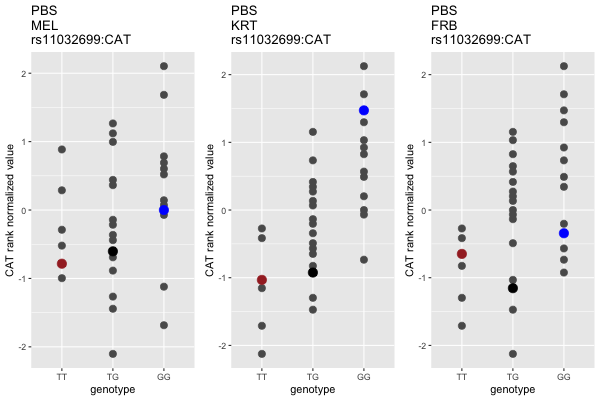 PBS
MEL
rs11032699:CAT
CAT rank normalized value
2
1
0
-1
-2
TT
TG
GG
genotype
PBS
KRT
rs11032699:CAT
CAT rank normalized value
2
1
0
-1
-2
TT
TG
GG
genotype
PBS
FRB
rs11032699:CAT
CAT rank normalized value
2
1
0
-1
-2
TT
TG
GG
genotype